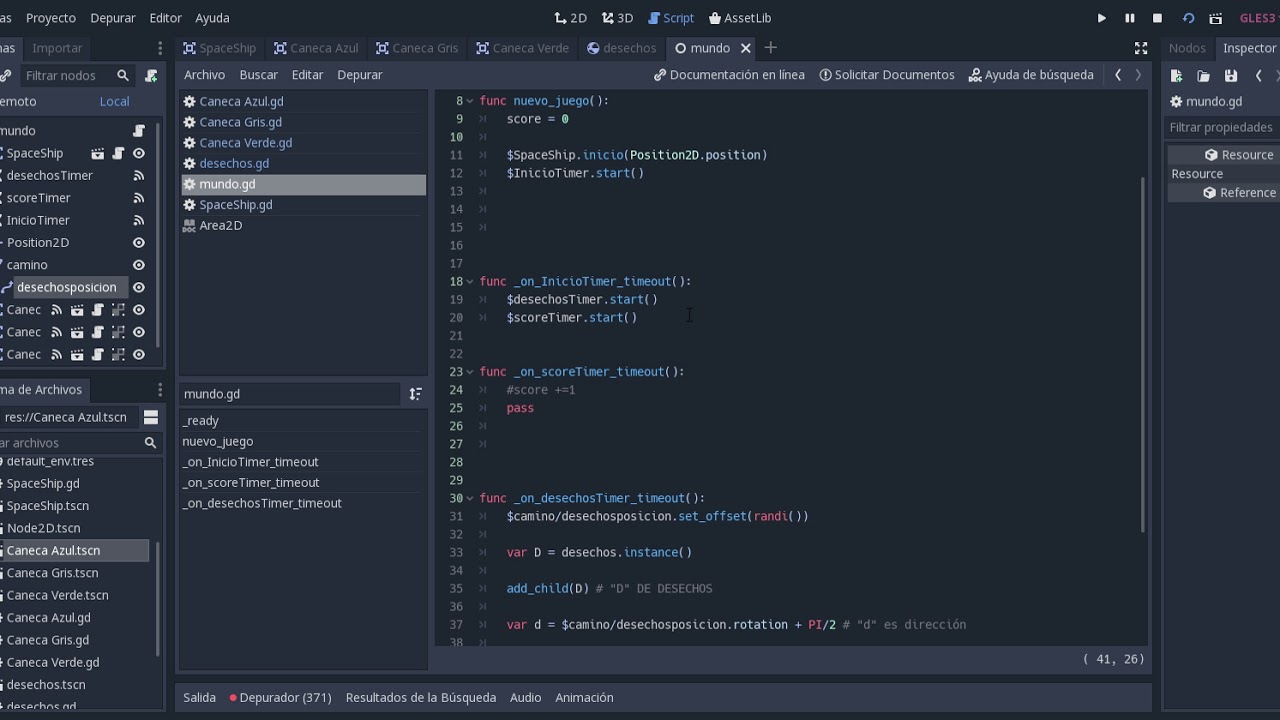 as Proyecto Depurar Editor Ayuda 2D 3D Script AssetLib GLES3
nas Importar
Filtrar nodos
emoto Local
mundo
SpaceShip
desechosTimer
scoreTimer
InicioTimer
Position2D
camino
desechosposicion
Canec
Canec
Canec
ma de Archivos
res://Caneca Azul.tscn
ar archivos
default_env.tres
SpaceShip.gd
SpaceShip.tscn
Node2D.tscn
Caneca Azul.tscn
Caneca Gris.tscn
Caneca Verde.tscn
Caneca Azul.gd
Caneca Gris.gd
Caneca Verde.gd
desechos.tscn
desechos.gd
SpaceShip Caneca Azul Caneca Gris Caneca Verde desechos mundo
Archivo Buscar Editar Depurar Documentación en línea Solicitar Documentos Ayuda de búsqueda
Caneca Azul.gd
Caneca Gris.gd
Caneca Verde.gd
desechos.gd
mundo.gd
SpaceShip.gd
Area2D
mundo.gd
_ready
nuevo_juego
_on_InicioTimer_timeout
_on_scoreTimer_timeout
_on_desechosTimer_timeout
8 func nuevo_juego():
9 score = 0
10
11 $SpaceShip.inicio(Position2D.position)
12 $InicioTimer.start()
13
14
15
16
17
18 func _on_InicioTimer_timeout():
19 $desechosTimer.start()
20 $scoreTimer.start()
21
22
23 func _on_scoreTimer_timeout():
24 #score +=1
25 pass
26
27
28
29
30 func _on_desechosTimer_timeout():
31 $camino/desechosposicion.set_offset(randi())
32
33 var D = desechos.instance()
34
35 add_child(D) # "D" DE DESECHOS
36
37 var d = $camino/desechosposicion.rotation + PI/2 # "d" es dirección
38
( 41, 26)
Salida Depurador (371) Resultados de la Búsqueda Audio Animación
Nodos Inspector
mundo.gd
Filtrar propiedades
Resource
Resource
Reference